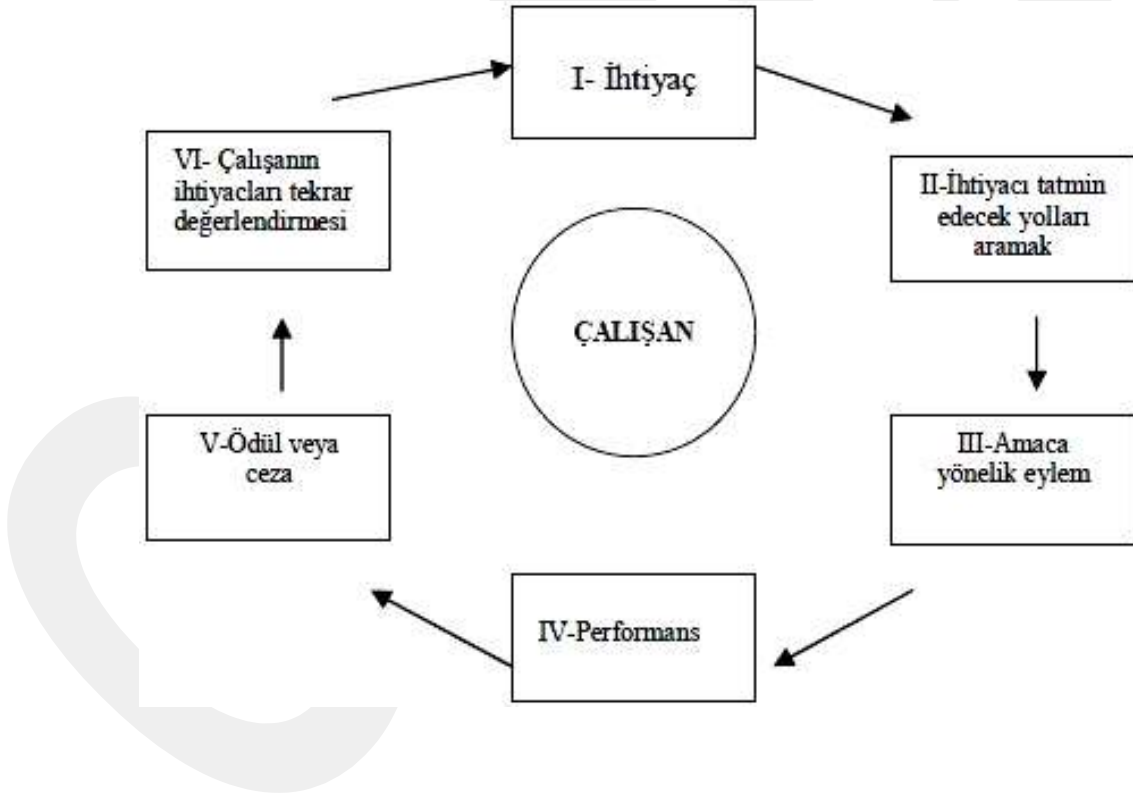 I- İhtiyaç
II-İhtiyacı tatmin
edecek yolları
aramak
III-Amaca
yönelik eylem
IV-Performans
V-Ödül veya
ceza
VI- Çalışanın
ihtiyacları tekrar
değerlendirmesi
ÇALIŞAN